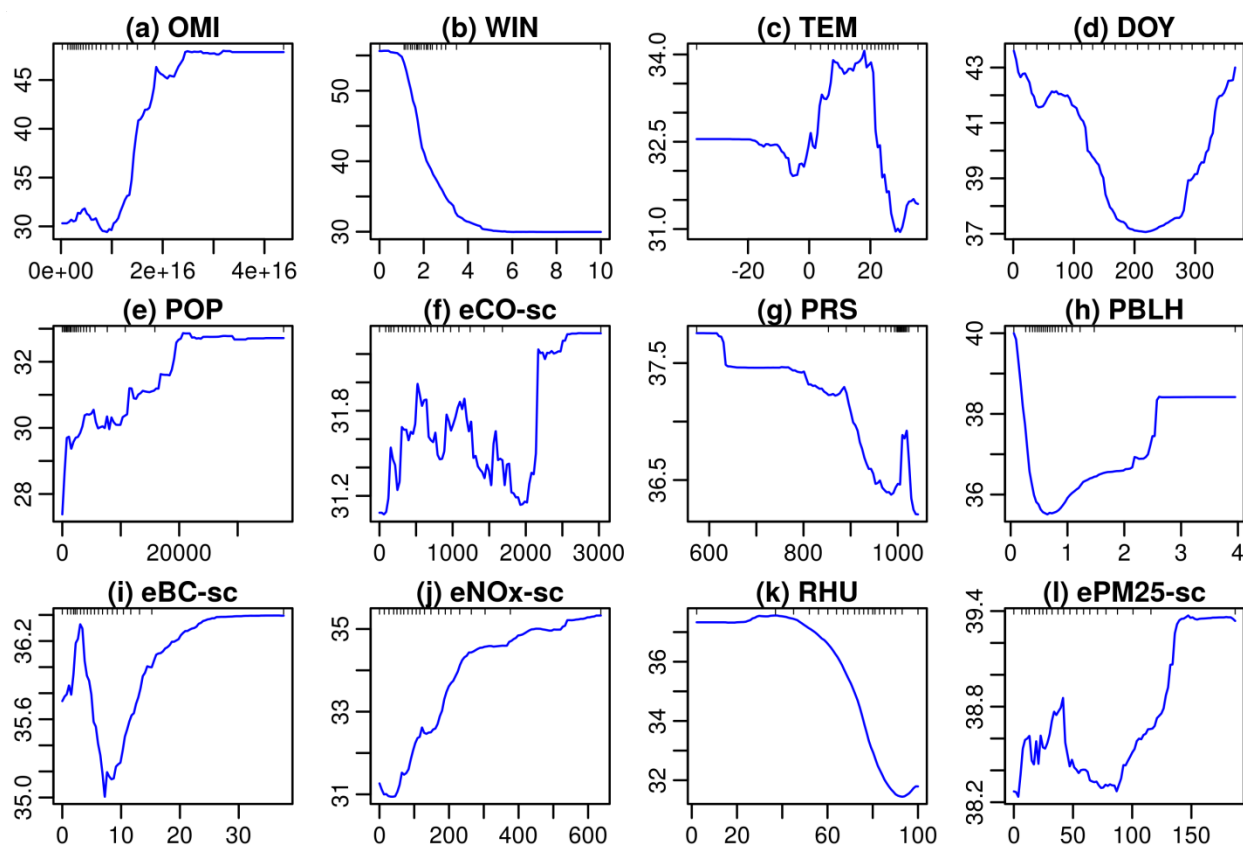 (a) OMI (b) WIN (c) TEM (d) DOY
45
40
35
30
0e+00 2e+16 4e+16
50
40
30
0 2 4 6 8 10
34.0
32.5
31.0
-20 0 20
43
41
39
37
0 100 200 300
(e) POP (f) eCO-sc (g) PRS (h) PBLH
32
30
28
0 20000
31.8
31.2
0 1000 2000 3000
37.5
36.5
600 800 1000
40
38
36
0 1 2 3 4
(i) eBC-sc (j) eNOx-sc (k) RHU (l) ePM25-sc
36.2
35.6
35.0
0 10 20 30
35
33
31
0 200 400 600
36
34
32
0 20 40 60 80 100
39.4
38.8
38.2
0 50 100 150